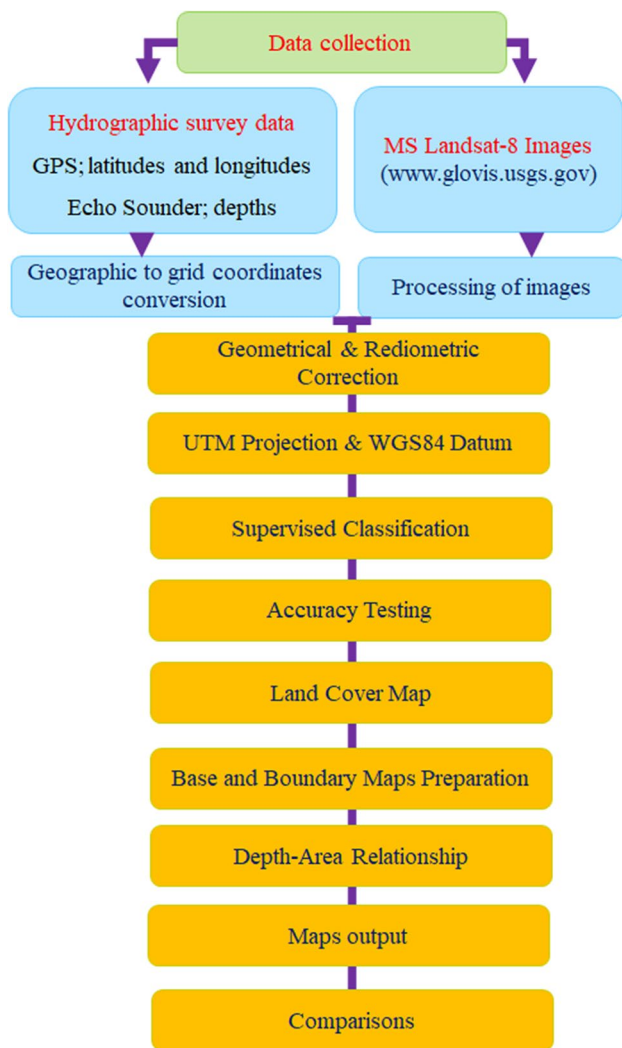 Data collection
Hydrographic survey data
GPS; latitudes and longitudes
Echo Sounder; depths
MS Landsat-8 Images
(www.glovis.usgs.gov)
Geographic to grid coordinates
conversion
Processing of images
Geometrical & Rediometric
Correction
UTM Projection & WGS84 Datum
Supervised Classification
Accuracy Testing
Land Cover Map
Base and Boundary Maps Preparation
Depth-Area Relationship
Maps output
Comparisons